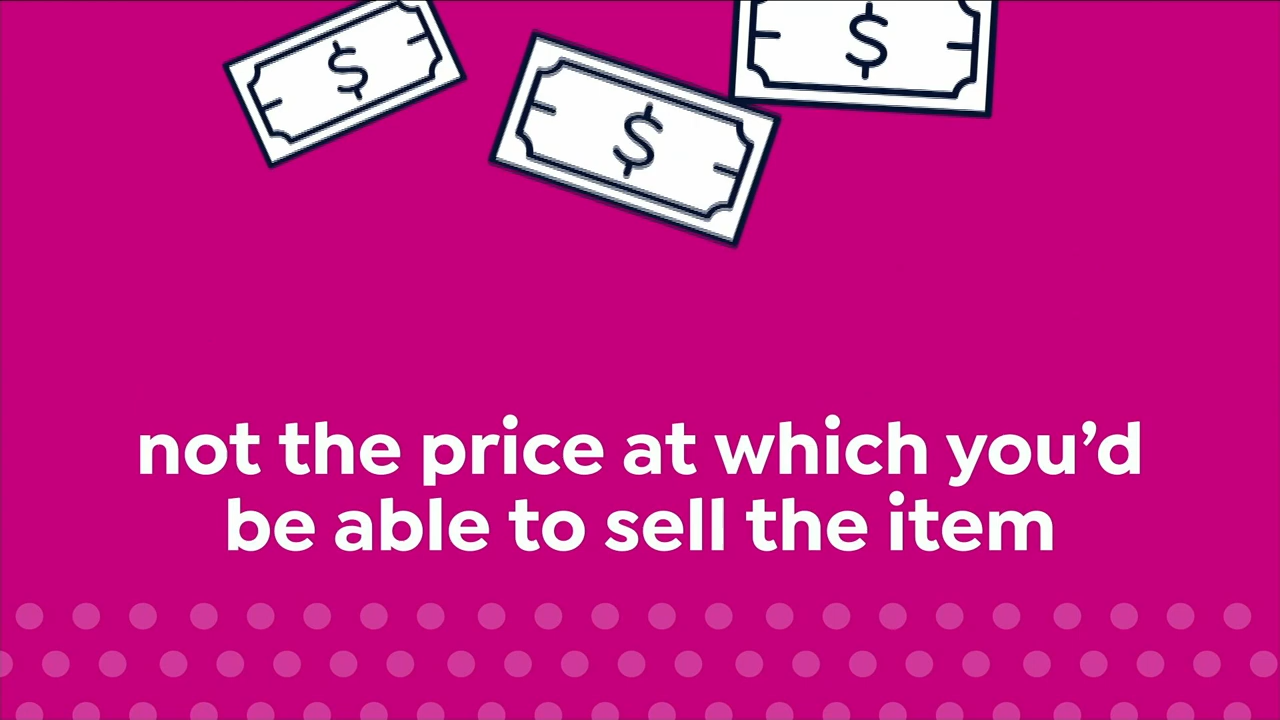 $
$
$
not the price at which you’d
be able to sell the item